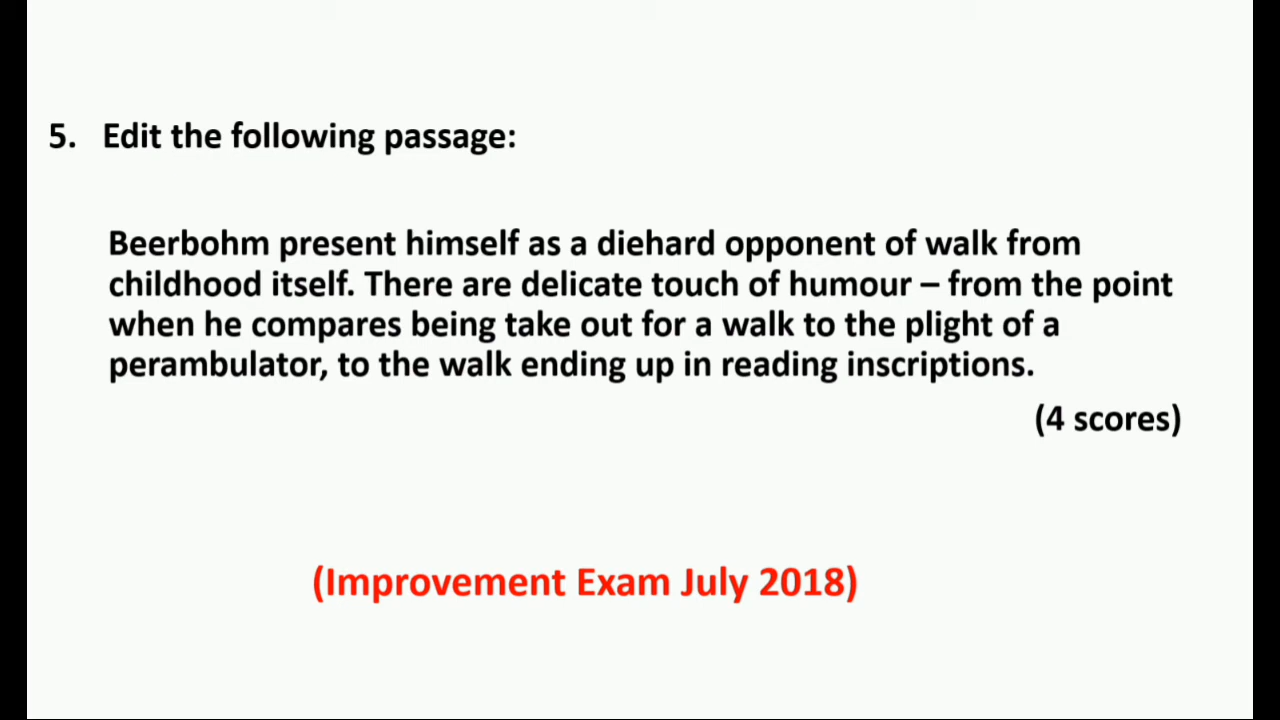 5. Edit the following passage:
Beerbohm present himself as a diehard opponent of walk from
childhood itself. There are delicate touch of humour – from the point
when he compares being take out for a walk to the plight of a
perambulator, to the walk ending up in reading inscriptions.
(4 scores)
(Improvement Exam July 2018)